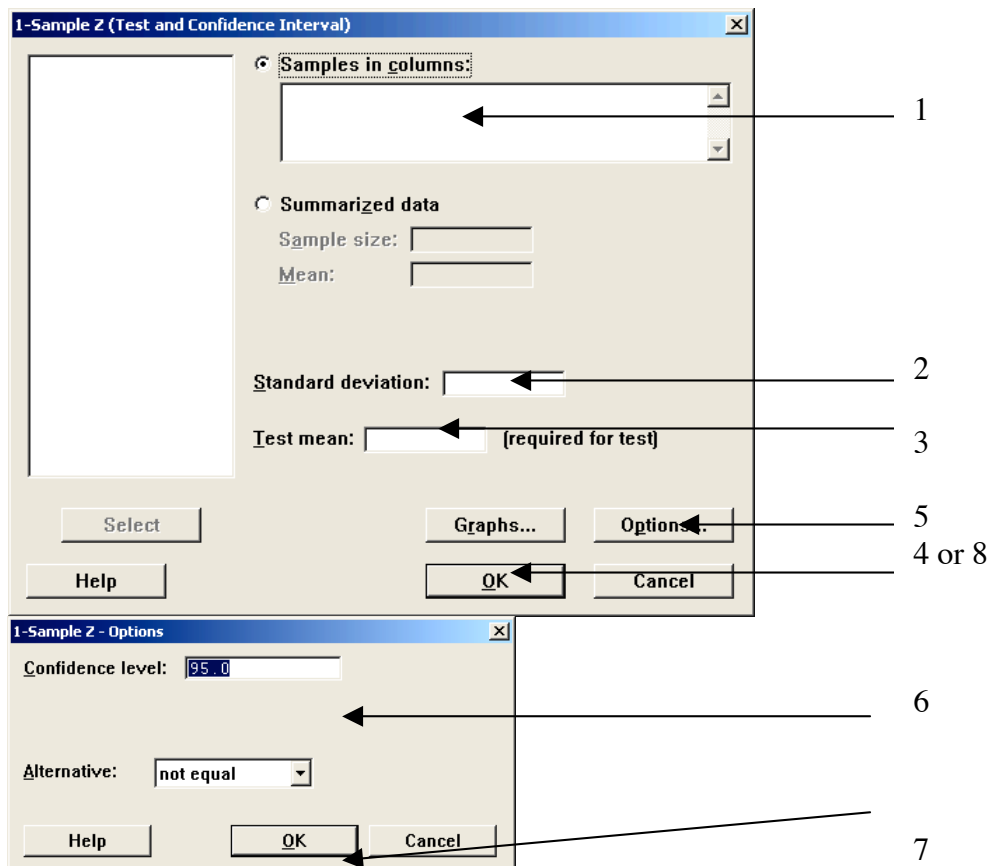 1-Sample Z (Test and Confidence Interval)
Samples in columns:
1
Summarized data
Sample size:
Mean:
Standard deviation:
2
Test mean: (required for test)
3
Select Graphs... Options...
5
4 or 8
Help OK Cancel
1-Sample Z - Options
Confidence level: 95.0
6
Alternative: not equal
Help OK Cancel
7